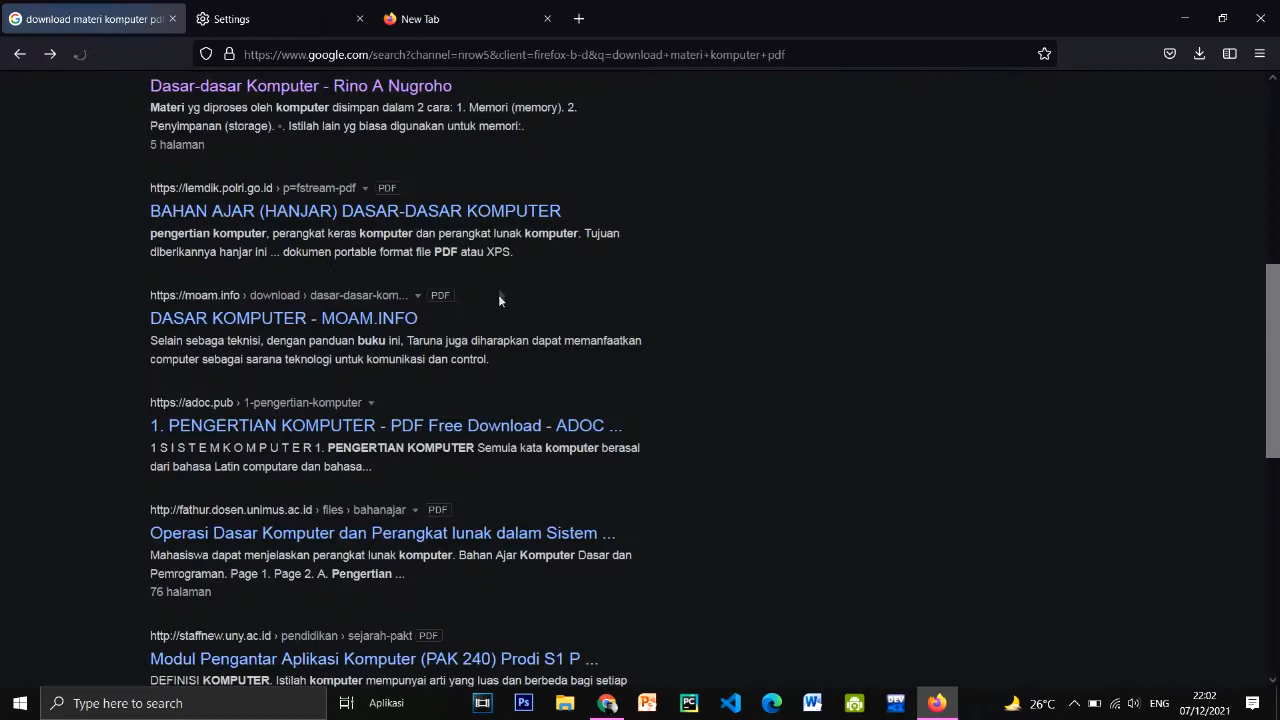 download materi komputer pdf
Settings
New Tab
https://www.google.com/search?channel=nrow5&client=firefox-b-d&q=download+materi+komputer+pdf
Dasar-dasar Komputer - Rino A Nugroho
Materi yg diproses oleh komputer disimpan dalam 2 cara: 1. Memori (memory). 2.
Penyimpanan (storage). ▫. Istilah lain yg biasa digunakan untuk memori:.
5 halaman
https://lemdik.polri.go.id › p=fstream-pdf PDF
BAHAN AJAR (HANJAR) DASAR-DASAR KOMPUTER
pengertian komputer, perangkat keras komputer dan perangkat lunak komputer. Tujuan
diberikannya hanjar ini ... dokumen portable format file PDF atau XPS.
https://moam.info › download › dasar-dasar-kom... PDF
DASAR KOMPUTER - MOAM.INFO
Selain sebaga teknisi, dengan panduan buku ini, Taruna juga diharapkan dapat memanfaatkan
computer sebagai sarana teknologi untuk komunikasi dan control.
https://adoc.pub › 1-pengertian-komputer
1. PENGERTIAN KOMPUTER - PDF Free Download - ADOC ...
1 S I S T E M K O M P U T E R 1. PENGERTIAN KOMPUTER Semula kata komputer berasal
dari bahasa Latin computare dan bahasa...
http://fathur.dosen.unimus.ac.id › files › bahanajar PDF
Operasi Dasar Komputer dan Perangkat lunak dalam Sistem ...
Mahasiswa dapat menjelaskan perangkat lunak komputer. Bahan Ajar Komputer Dasar dan
Pemrograman. Page 1. Page 2. A. Pengertian ...
76 halaman
http://staffnew.uny.ac.id › pendidikan › sejarah-pakt PDF
Modul Pengantar Aplikasi Komputer (PAK 240) Prodi S1 P ...
DEFINISI KOMPUTER. Istilah komputer mempunyai arti yang luas dan berbeda bagi setiap
Type here to search
Aplikasi
Ps
PC
DEV
26°C
ENG
22:02
07/12/2021